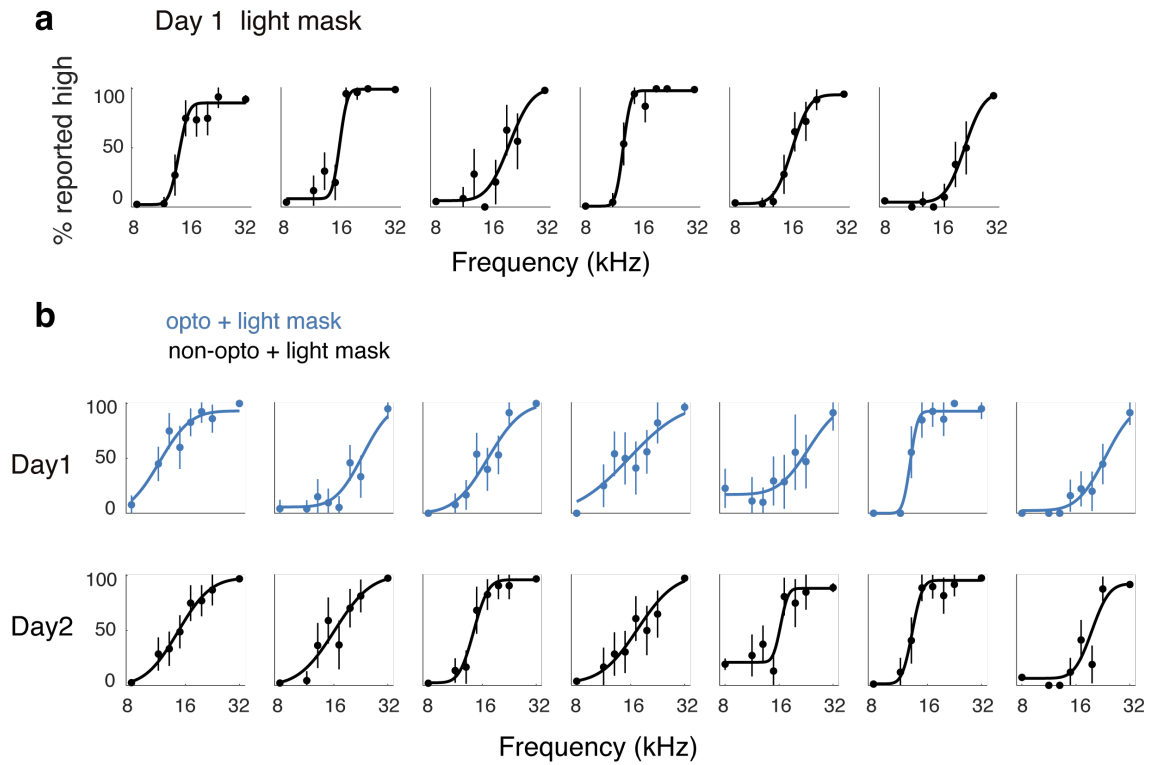 a Day 1 light mask
% reported high
100
50
0
8 16 32 8 16 32 8 16 32 8 16 32 8 16 32 8 16 32
Frequency (kHz)
b
opto + light mask
non-opto + light mask
Day1
100
50
0
Day2
100
50
0
8 16 32 8 16 32 8 16 32 8 16 32 8 16 32 8 16 32 8 16 32
Frequency (kHz)